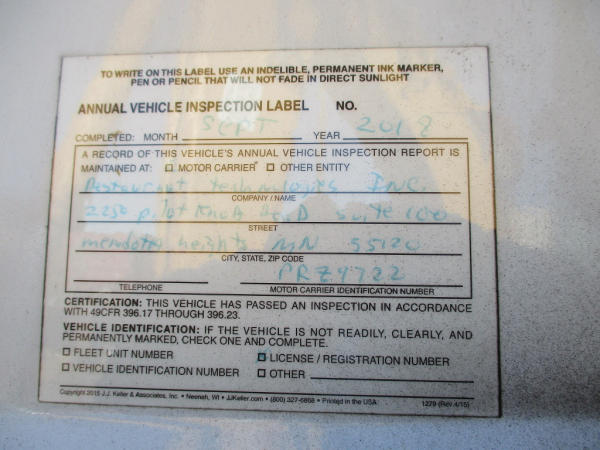 TO WRITE ON THIS LABEL USE AN INDELIBLE, PERMANENT INK MARKER,
PEN OR PENCIL THAT WILL NOT FADE IN DIRECT SUNLIGHT
ANNUAL VEHICLE INSPECTION LABEL NO.
COMPLETED: MONTH SEPT YEAR 2018
A RECORD OF THIS VEHICLE'S ANNUAL VEHICLE INSPECTION REPORT IS
MAINTAINED AT: ☐ MOTOR CARRIER ☐ OTHER ENTITY
Restaurant technologies INC.
COMPANY NAME
2250 pilot Knob Road suite 100
STREET
mendota heights MN 55120
CITY, STATE, ZIP CODE
PRZ9722
TELEPHONE MOTOR CARRIER IDENTIFICATION NUMBER
CERTIFICATION: THIS VEHICLE HAS PASSED AN INSPECTION IN ACCORDANCE
WITH 49CFR 396.17 THROUGH 396.23.
VEHICLE IDENTIFICATION: IF THE VEHICLE IS NOT READILY, CLEARLY, AND
PERMANENTLY MARKED, CHECK ONE AND COMPLETE.
☐ FLEET UNIT NUMBER ☐ LICENSE / REGISTRATION NUMBER
☐ VEHICLE IDENTIFICATION NUMBER ☐ OTHER
Copyright 2015 J.J. Keller & Associates, Inc. • Neenah, WI • JJKeller.com • (800) 327-6868 • Printed in the USA 1279 (Rev. 4/15)